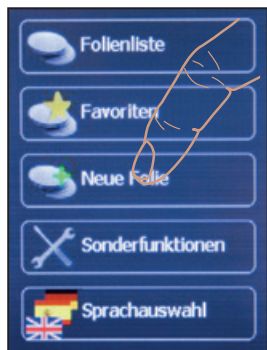 Folienliste
Favoriten
Neue Folie
Sonderfunktionen
Sprachauswahl